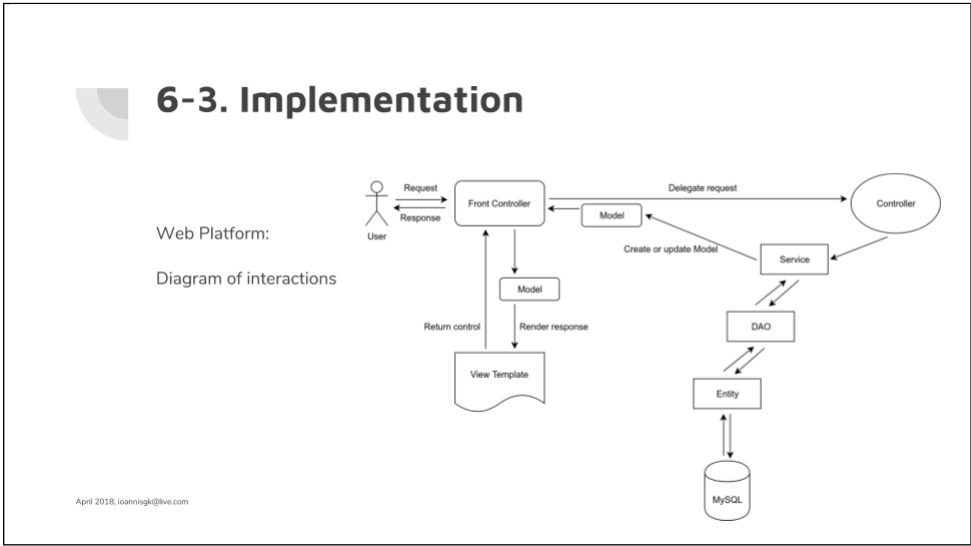 6-3. Implementation
Web Platform:
Diagram of interactions
Request
Response
User
Front Controller
Delegate request
Model
Controller
Create or update Model
Service
Model
DAO
Return control
Render response
View Template
Entity
MySQL
April 2018, ioannisgk@live.com